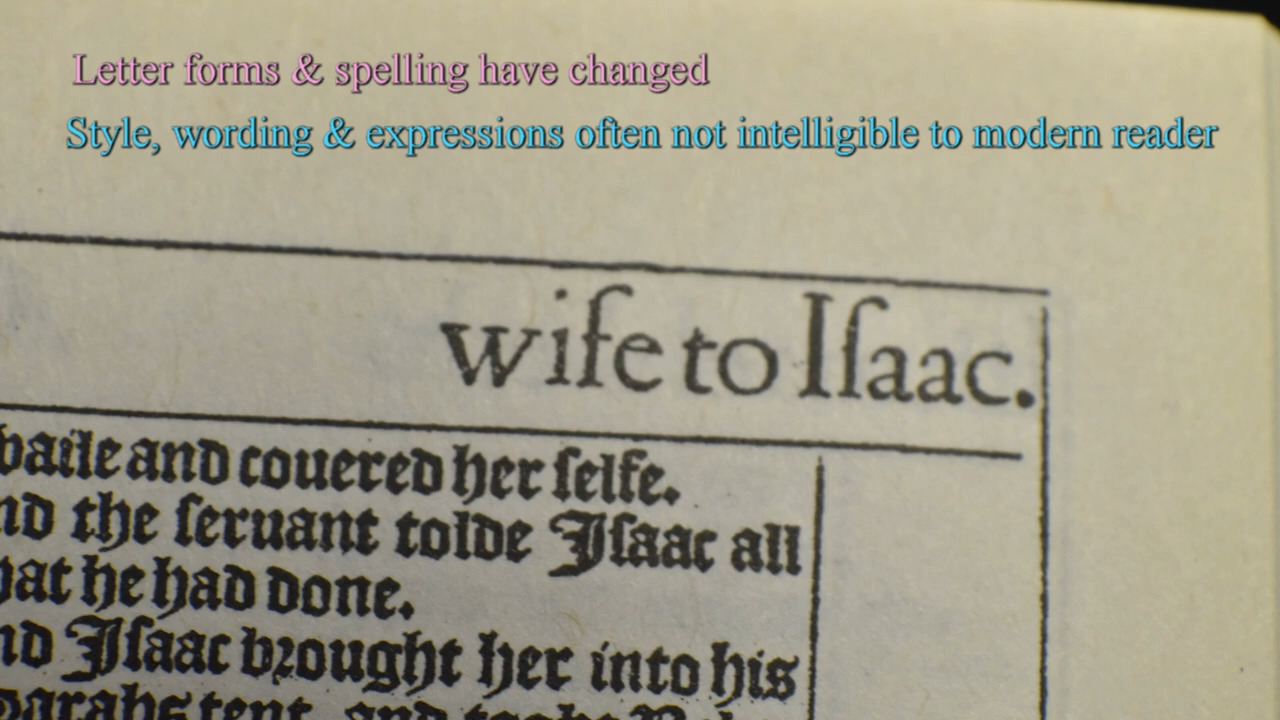 Letter forms & spelling have changed
Style, wording & expressions often not intelligible to modern reader
wife to Iſaac.
vaile and couered her ſelfe.
nd the ſeruant tolde Iſaac all
hat he had done.
nd Iſaac brought her into his
tent, and